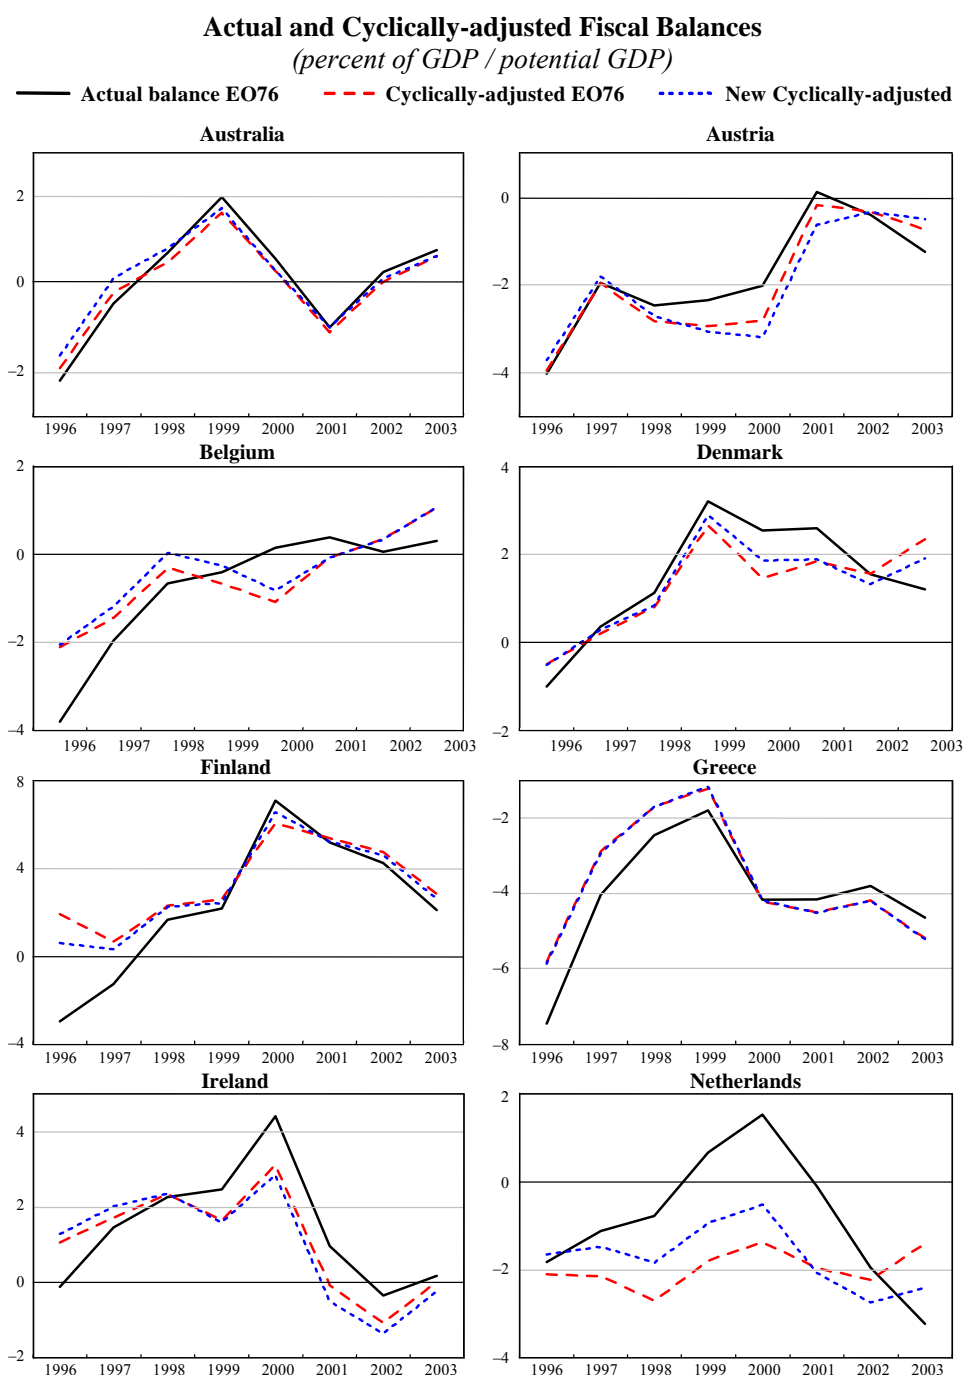 Actual and Cyclically-adjusted Fiscal Balances
(percent of GDP / potential GDP)
Actual balance EO76 Cyclically-adjusted EO76 New Cyclically-adjusted
Australia
2
0
–2
1996 1997 1998 1999 2000 2001 2002 2003
Austria
0
–2
–4
1996 1997 1998 1999 2000 2001 2002 2003
Belgium
2
0
–2
–4
1996 1997 1998 1999 2000 2001 2002 2003
Denmark
4
2
0
–2
1996 1997 1998 1999 2000 2001 2002 2003
Finland
8
4
0
–4
1996 1997 1998 1999 2000 2001 2002 2003
Greece
–2
–4
–6
–8
1996 1997 1998 1999 2000 2001 2002 2003
Ireland
4
2
0
–2
1996 1997 1998 1999 2000 2001 2002 2003
Netherlands
2
0
–2
–4
1996 1997 1998 1999 2000 2001 2002 2003